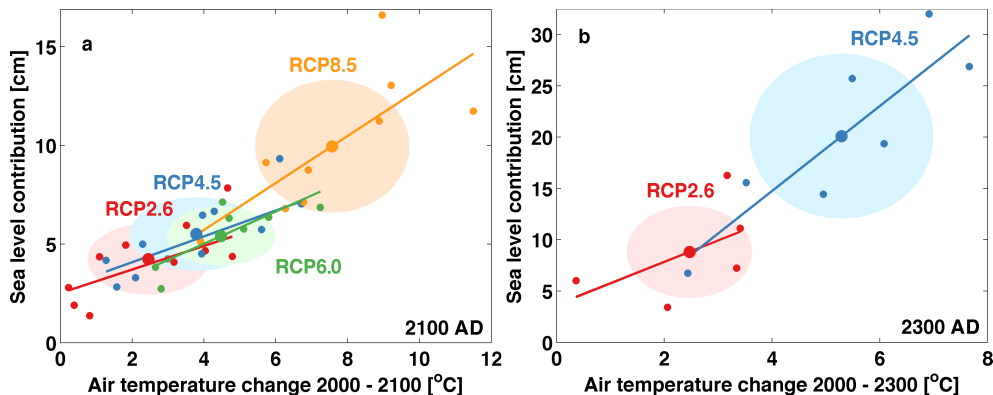 a
RCP8.5
RCP4.5
RCP2.6
RCP6.0
2100 AD
15
10
5
0
0 2 4 6 8 10 12
Sea level contribution [cm]
Air temperature change 2000 - 2100 [°C]
b
RCP4.5
RCP2.6
2300 AD
30
25
20
15
10
5
0
0 2 4 6 8
Sea level contribution [cm]
Air temperature change 2000 - 2300 [°C]